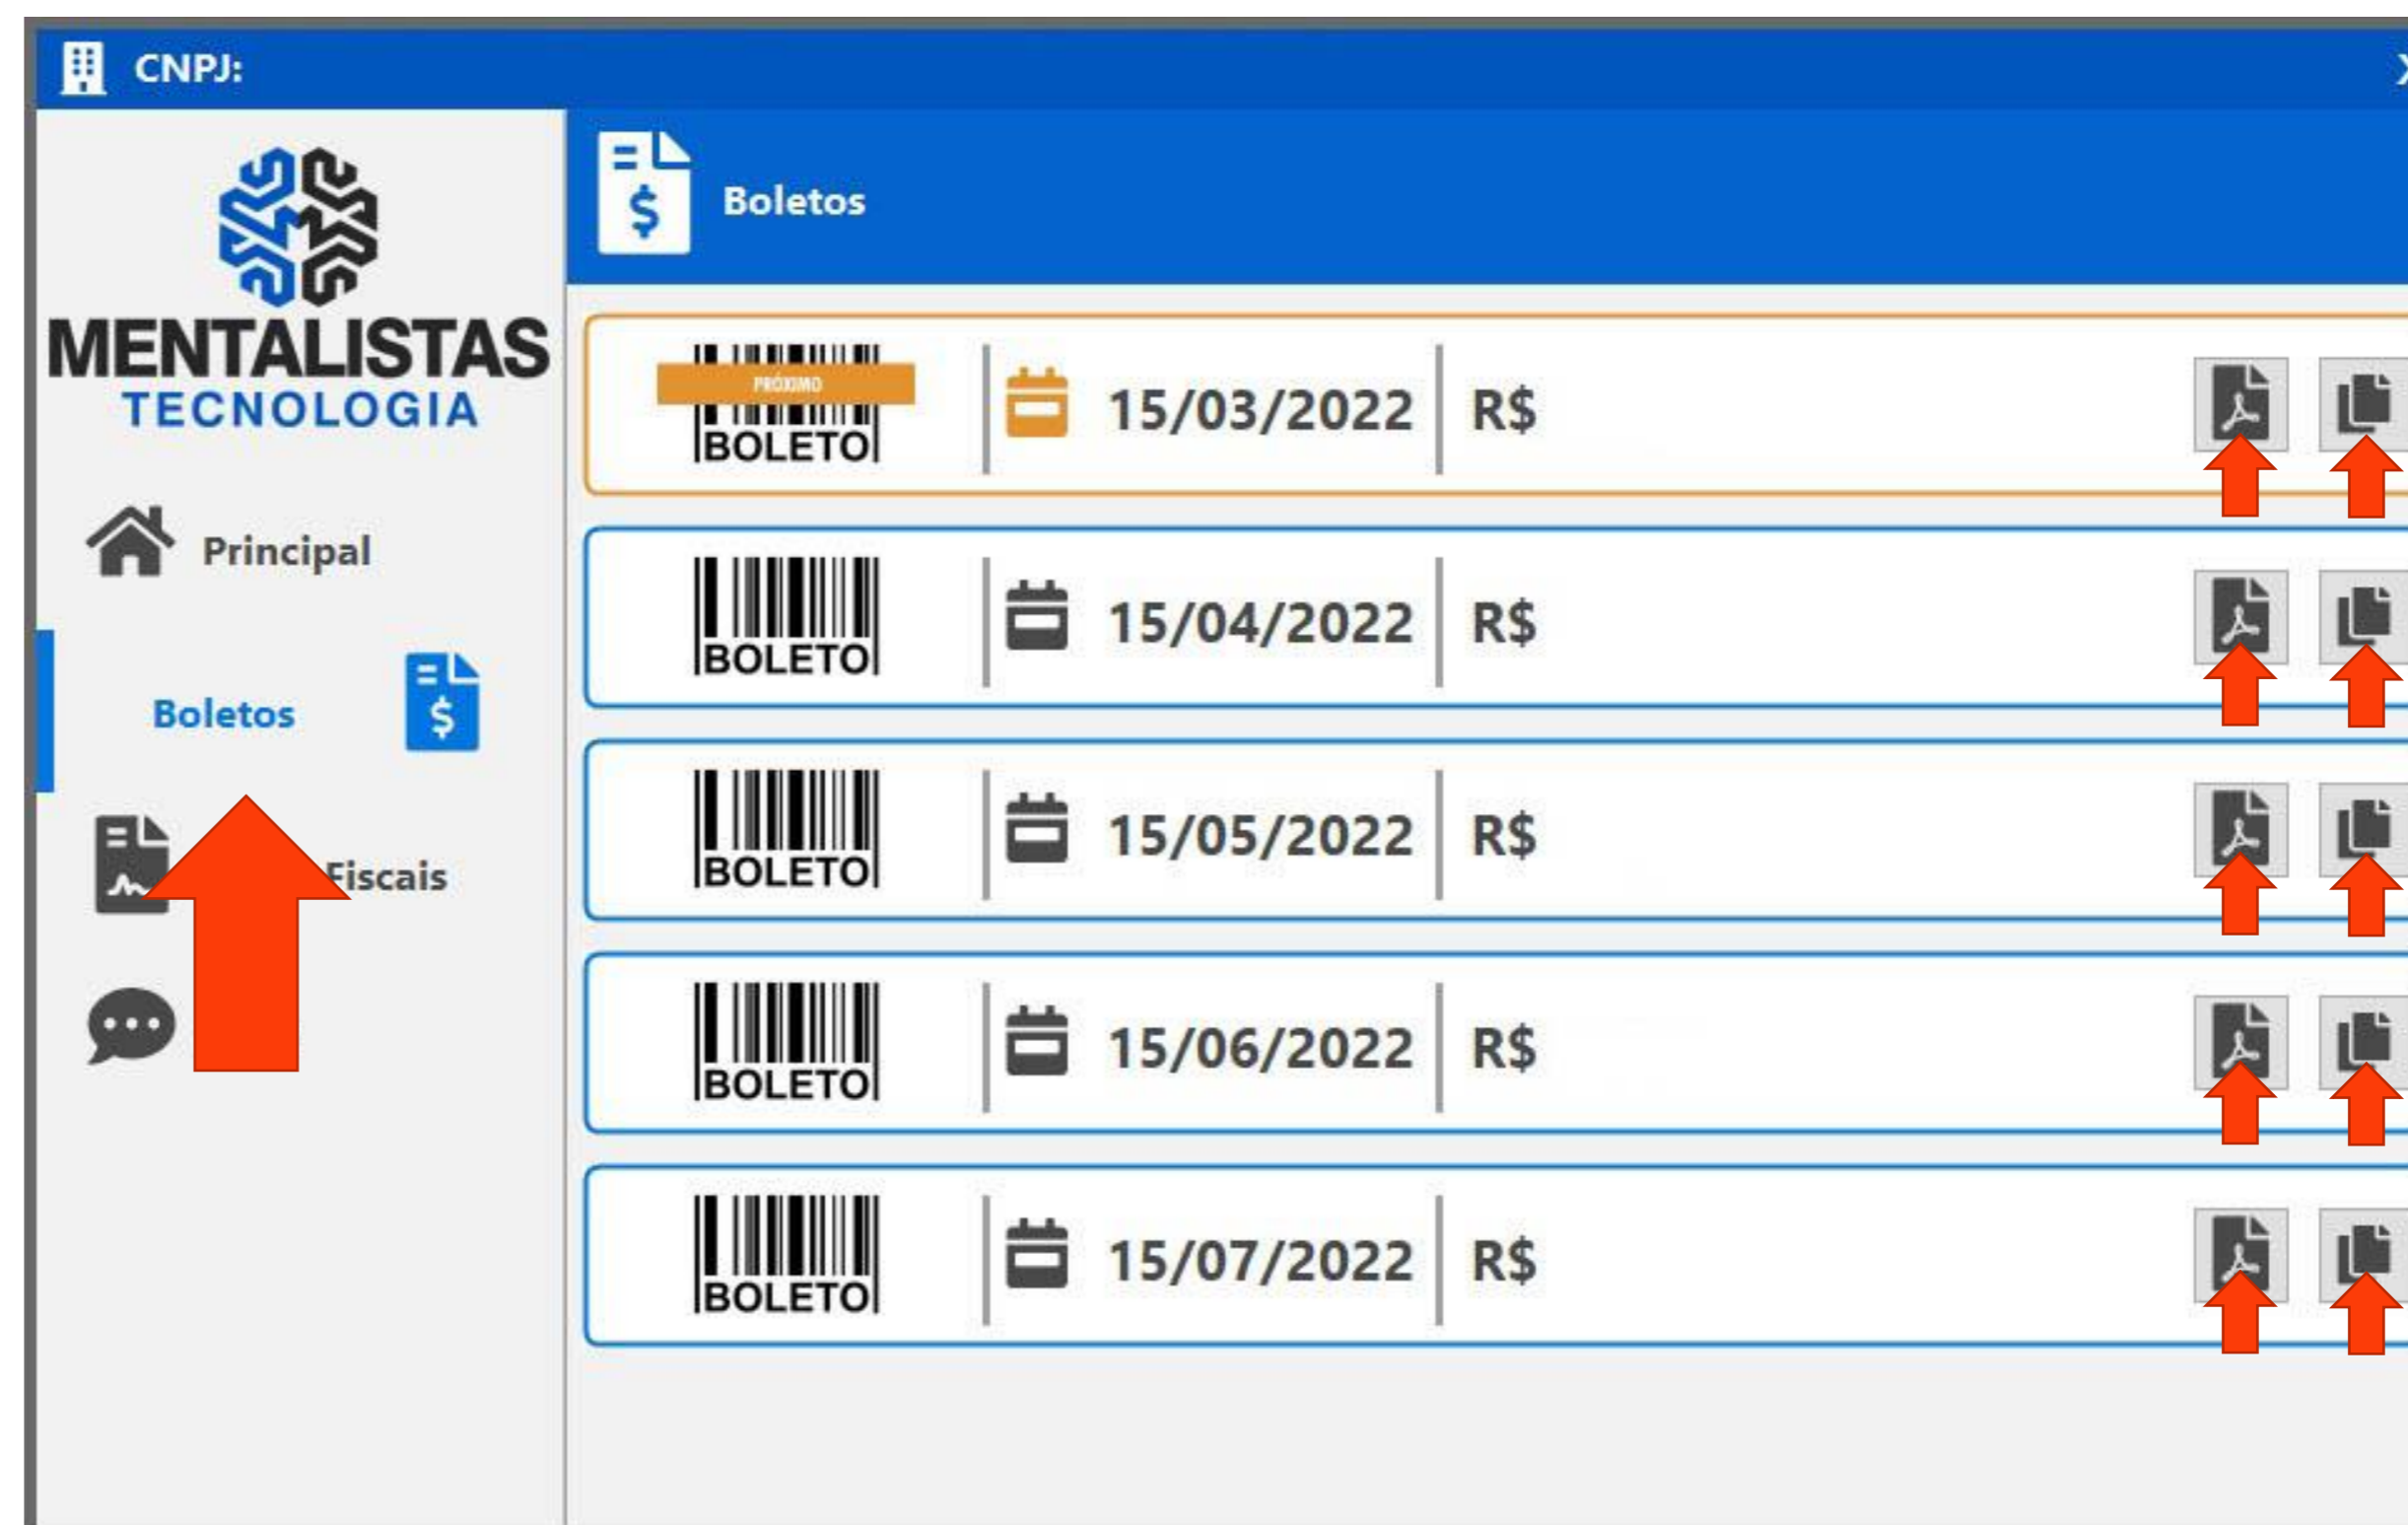 CNPJ:
X
MENTALISTAS
TECNOLOGIA
Principal
Boletos
Fiscais
Boletos
PRÓXIMO
BOLETO
15/03/2022
R$
BOLETO
15/04/2022
R$
BOLETO
15/05/2022
R$
BOLETO
15/06/2022
R$
BOLETO
15/07/2022
R$